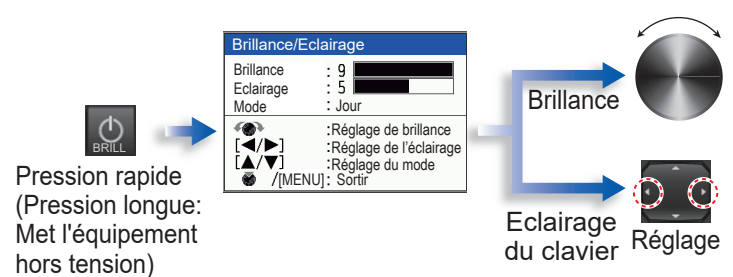 BRILL
Pression rapide
(Pression longue:
Met l'équipement
hors tension)
Brillance/Eclairage
Brillance : 9
Eclairage : 5
Mode : Jour
:Réglage de brillance
[◀/▶] :Réglage de l'éclairage
[▲/▼] :Réglage du mode
/[MENU]: Sortir
Brillance
Eclairage
du clavier
Réglage